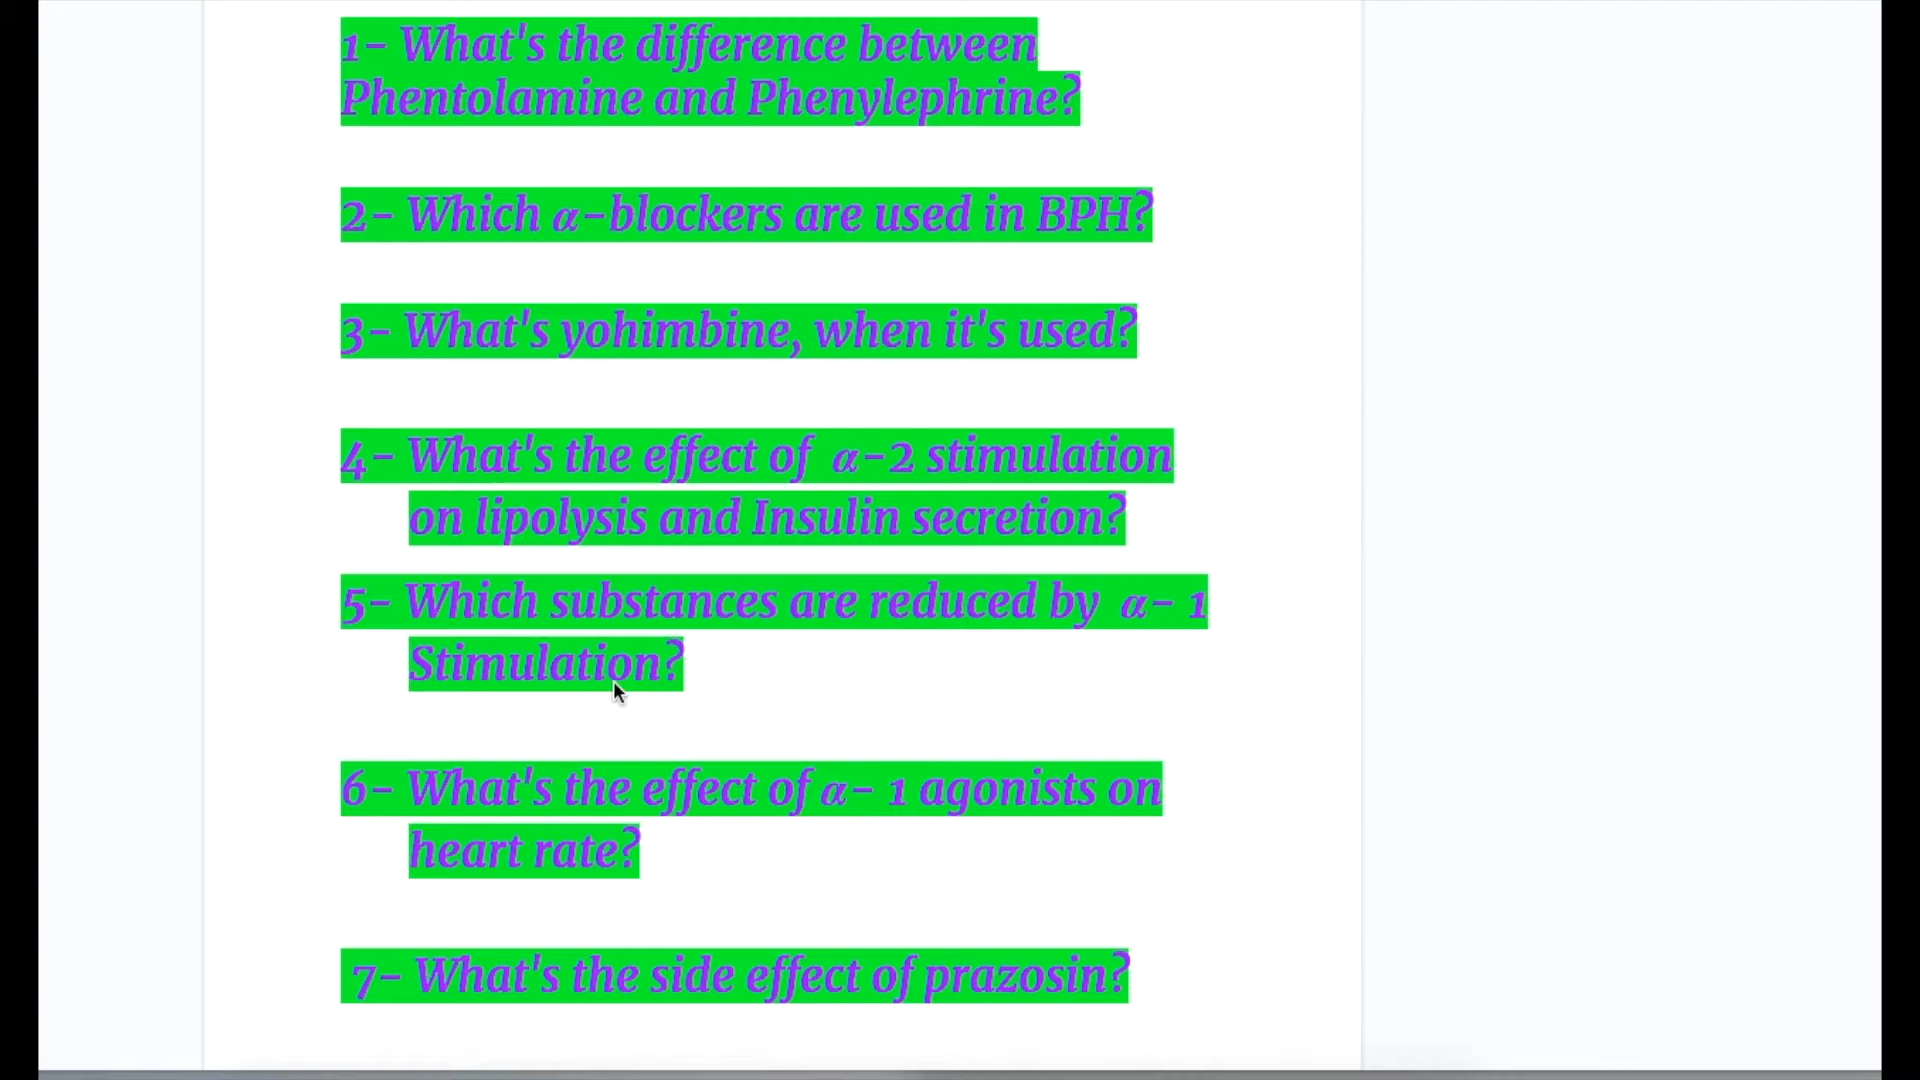 1- What's the difference between
Phentolamine and Phenylephrine?
2- Which α-blockers are used in BPH?
3- What's yohimbine, when it's used?
4- What's the effect of α-2 stimulation
on lipolysis and Insulin secretion?
5- Which substances are reduced by α- 1
Stimulation?
6- What's the effect of α- 1 agonists on
heart rate?
7- What's the side effect of prazosin?